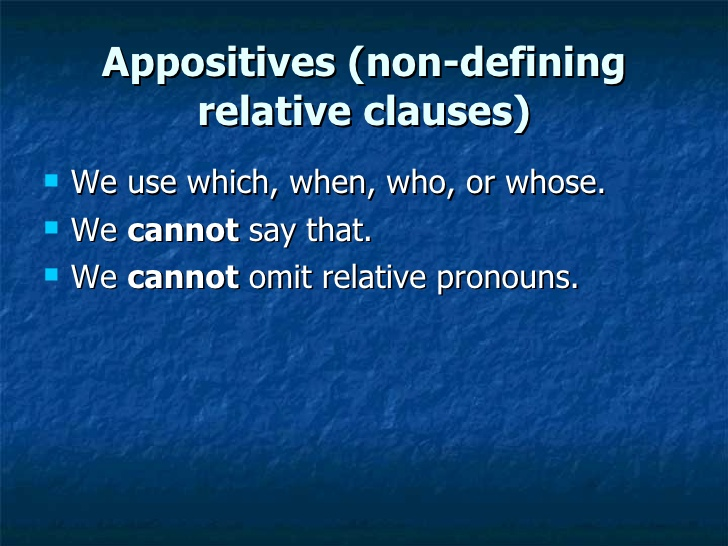 Appositives (non-defining
relative clauses)
We use which, when, who, or whose.
We cannot say that.
We cannot omit relative pronouns.